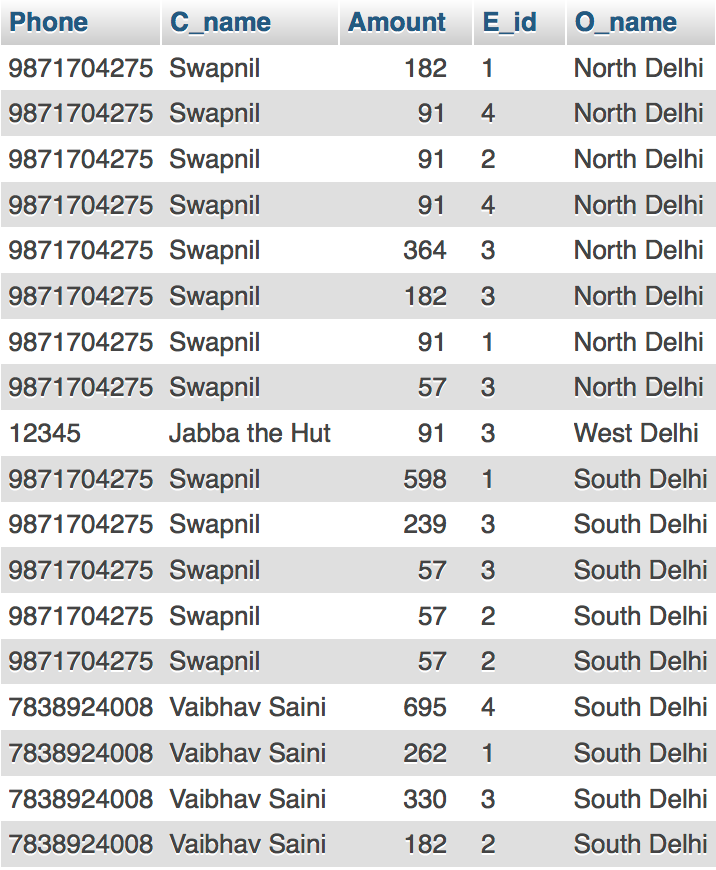 Phone C_name Amount E_id O_name
9871704275 Swapnil 182 1 North Delhi
9871704275 Swapnil 91 4 North Delhi
9871704275 Swapnil 91 2 North Delhi
9871704275 Swapnil 91 4 North Delhi
9871704275 Swapnil 364 3 North Delhi
9871704275 Swapnil 182 3 North Delhi
9871704275 Swapnil 91 1 North Delhi
9871704275 Swapnil 57 3 North Delhi
12345 Jabba the Hut 91 3 West Delhi
9871704275 Swapnil 598 1 South Delhi
9871704275 Swapnil 239 3 South Delhi
9871704275 Swapnil 57 3 South Delhi
9871704275 Swapnil 57 2 South Delhi
9871704275 Swapnil 57 2 South Delhi
7838924008 Vaibhav Saini 695 4 South Delhi
7838924008 Vaibhav Saini 262 1 South Delhi
7838924008 Vaibhav Saini 330 3 South Delhi
7838924008 Vaibhav Saini 182 2 South Delhi